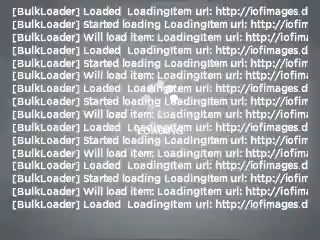 [BulkLoader] Loaded LoadingItem url: http://iofimages.d
[BulkLoader] Started loading LoadingItem url: http://iofim
[BulkLoader] Will load item: LoadingItem url: http://iofima
[BulkLoader] Loaded LoadingItem url: http://iofimages.d
[BulkLoader] Started loading LoadingItem url: http://iofim
[BulkLoader] Will load item: LoadingItem url: http://iofima
[BulkLoader] Loaded LoadingItem url: http://iofimages.d
[BulkLoader] Started loading LoadingItem url: http://iofim
[BulkLoader] Will load item: LoadingItem url: http://iofima
[BulkLoader] Loaded LoadingItem url: http://iofimages.d
[BulkLoader] Started loading LoadingItem url: http://iofim
[BulkLoader] Will load item: LoadingItem url: http://iofima
[BulkLoader] Loaded LoadingItem url: http://iofimages.d
[BulkLoader] Started loading LoadingItem url: http://iofim
[BulkLoader] Will load item: LoadingItem url: http://iofima
[BulkLoader] Loaded LoadingItem url: http://iofimages.d